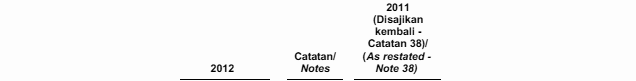 2011
(Disajikan
kembali -
Catatan 38)/
(As restated -
Note 38)
Catatan/
Notes
2012